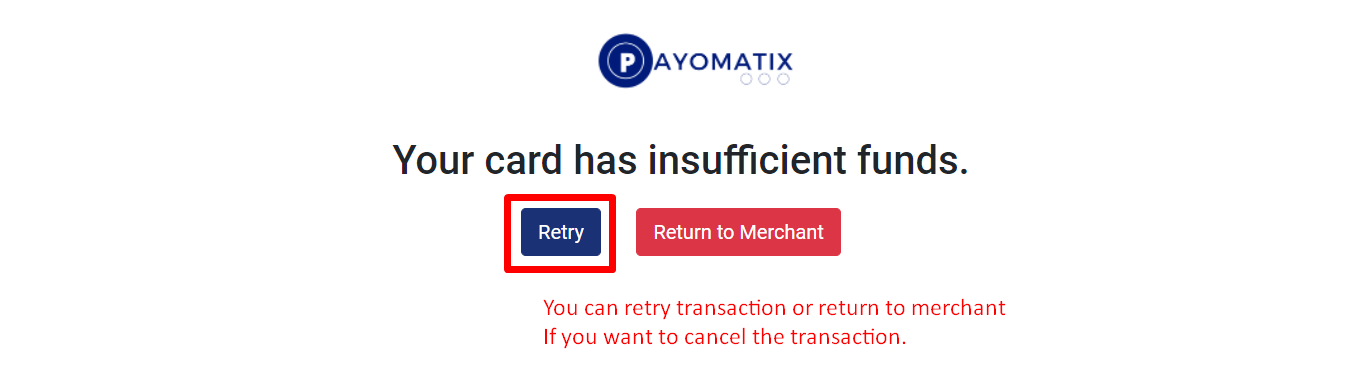 PAYOMATIX
Your card has insufficient funds.
Retry Return to Merchant
You can retry transaction or return to merchant
If you want to cancel the transaction.